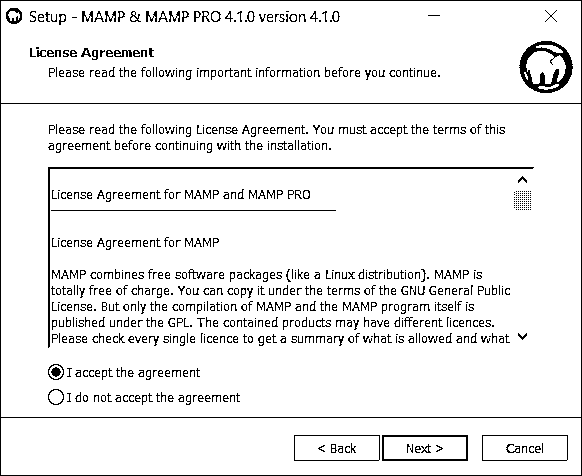 Setup - MAMP & MAMP PRO 4.1.0 version 4.1.0
License Agreement
Please read the following important information before you continue.
Please read the following License Agreement. You must accept the terms of this
agreement before continuing with the installation.
License Agreement for MAMP and MAMP PRO
License Agreement for MAMP
MAMP combines free software packages (like a Linux distribution). MAMP is
totally free of charge. You can copy it under the terms of the GNU General Public
License. But only the compilation of MAMP and the MAMP program itself is
published under the GPL. The contained products may have different licences.
Please check every single licence to get a summary of what is allowed and what
I accept the agreement
I do not accept the agreement
< Back Next > Cancel